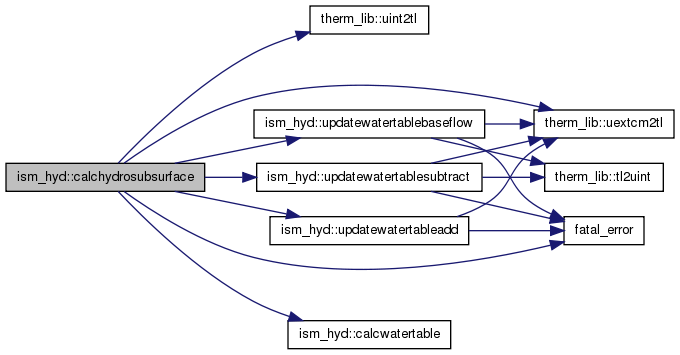 therm_lib::uint2tl
ism_hyd::updatewatertablebaseflow
therm_lib::uextcm2tl
ism_hyd::calchydrosubsurface
ism_hyd::updatewatertablesubtract
therm_lib::tl2uint
ism_hyd::updatewatertableadd
fatal_error
ism_hyd::calcwatertable